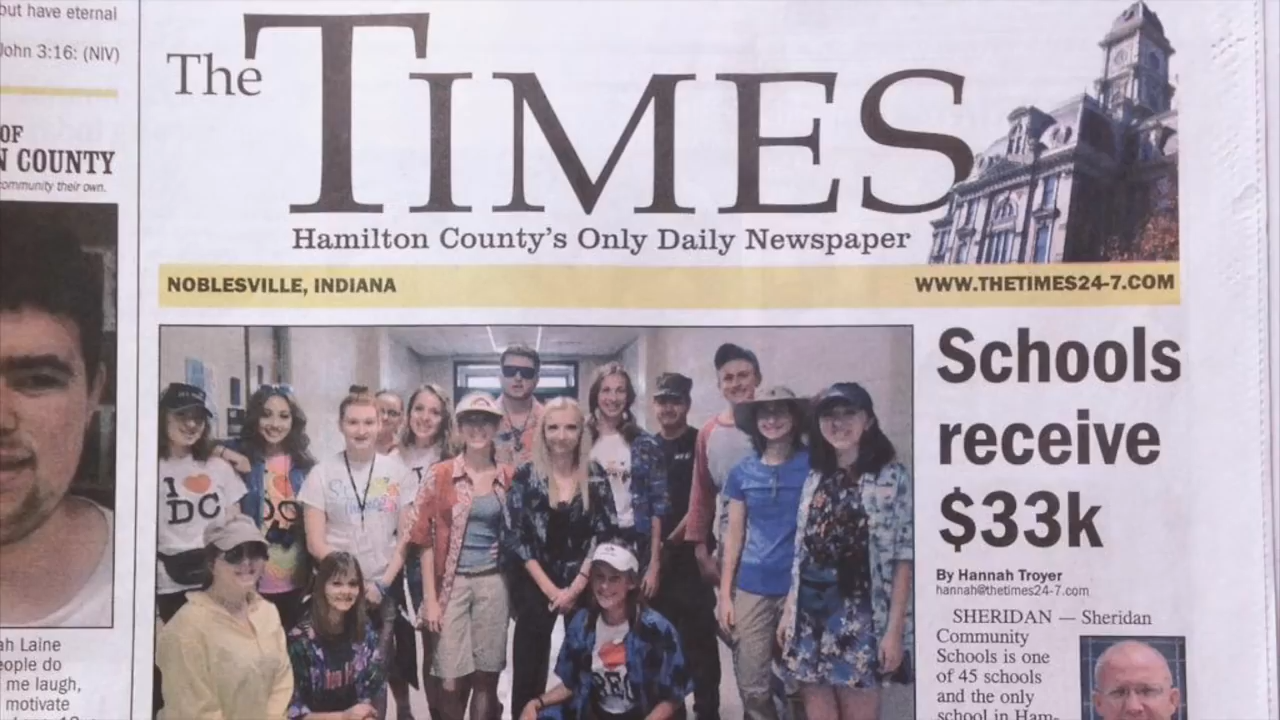 but have eternal
John 3:16: (NIV)
OF
N COUNTY
community their own.
ah Laine
eople do
me laugh,
motivate
The TIMES
Hamilton County's Only Daily Newspaper
NOBLESVILLE, INDIANA
WWW.THETIMES24-7.COM
I ❤ DC
Schools
receive
$33k
By Hannah Troyer
hannah@thetimes24-7.com
SHERIDAN — Sheridan
Community
Schools is one
of 45 schools
and the only
school in Ham-